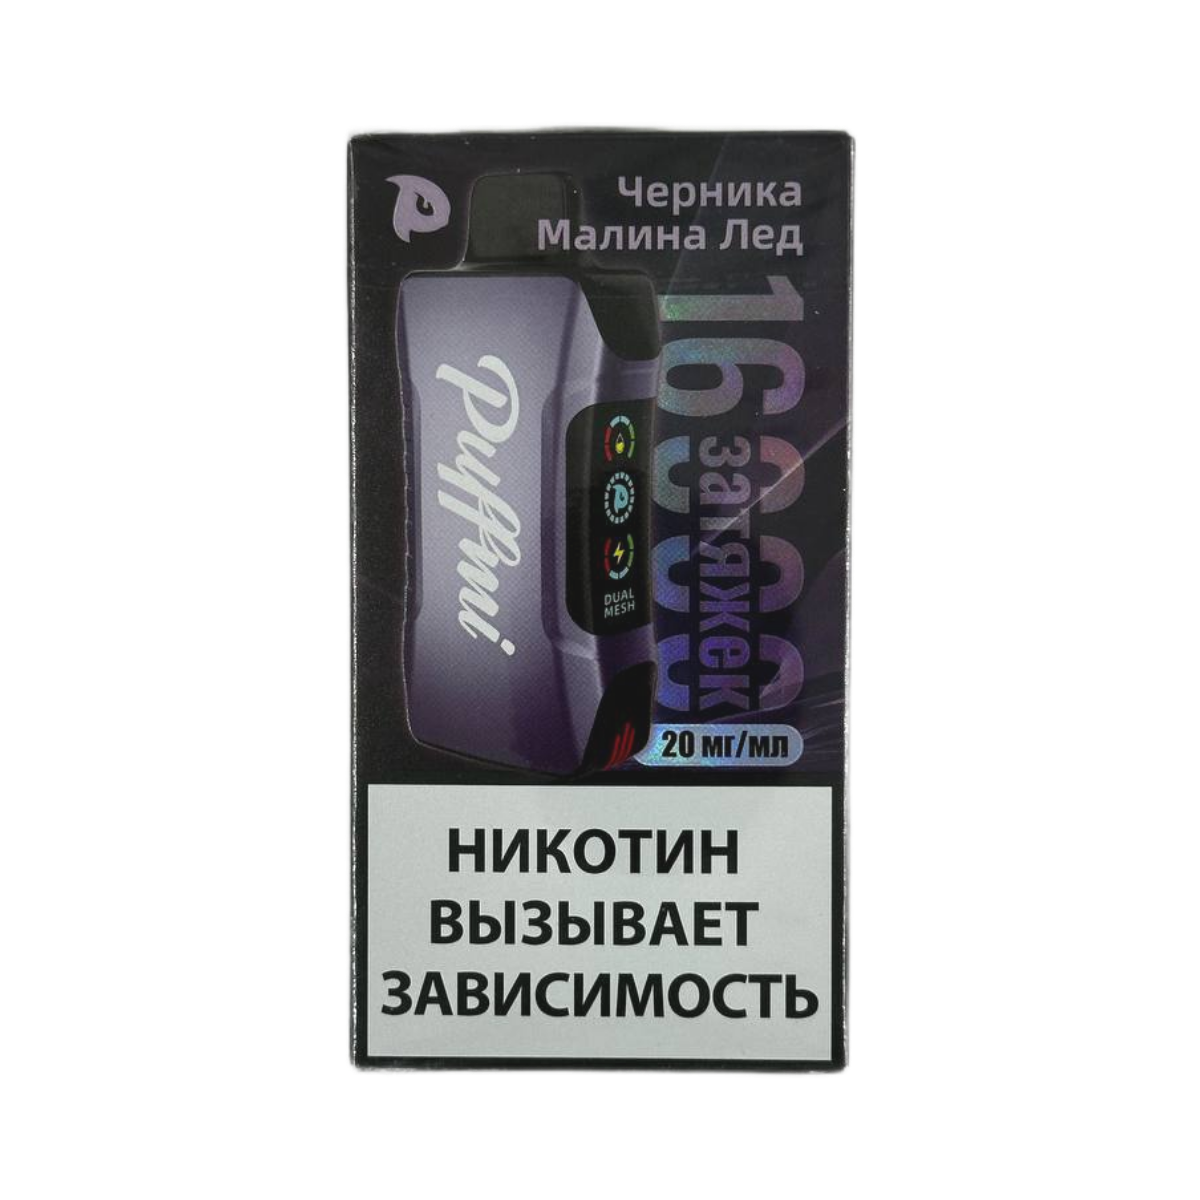 Черника
Малина Лед
16000
затяжек
Puffmi
DUAL
MESH
20 мг/мл
НИКОТИН
ВЫЗЫВАЕТ
ЗАВИСИМОСТЬ